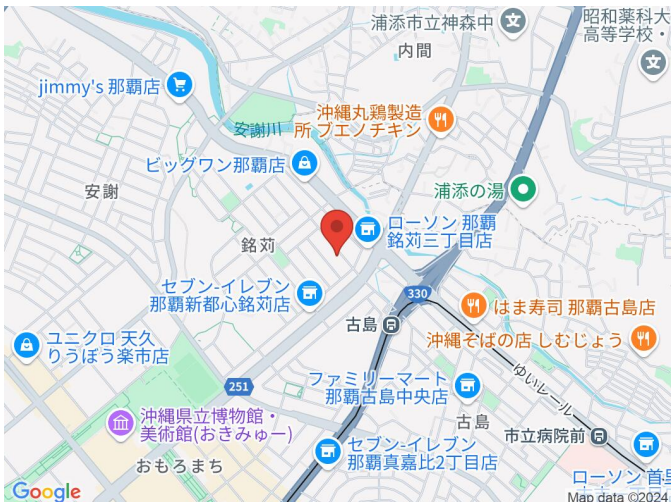 浦添市立神森中
昭和薬科大
高等学校・
内間
jimmy's 那覇店
沖縄丸鶏製造
所 ブエノチキン
安謝川
ビッグワン那覇店
安謝
浦添の湯
ローソン 那覇
銘苅三丁目店
銘苅
セブン-イレブン
那覇新都心銘苅店
330
はま寿司 那覇古島店
古島
沖縄そばの店 しむじょう
ユニクロ 天久
りうぼう楽市店
251
ファミリーマート
那覇古島中央店
ゆいレール
沖縄県立博物館・
美術館(おきみゅー)
古島
市立病院前
セブン-イレブン
那覇真嘉比2丁目店
おもろまち
ローソン 首里
Google
Map data ©2024